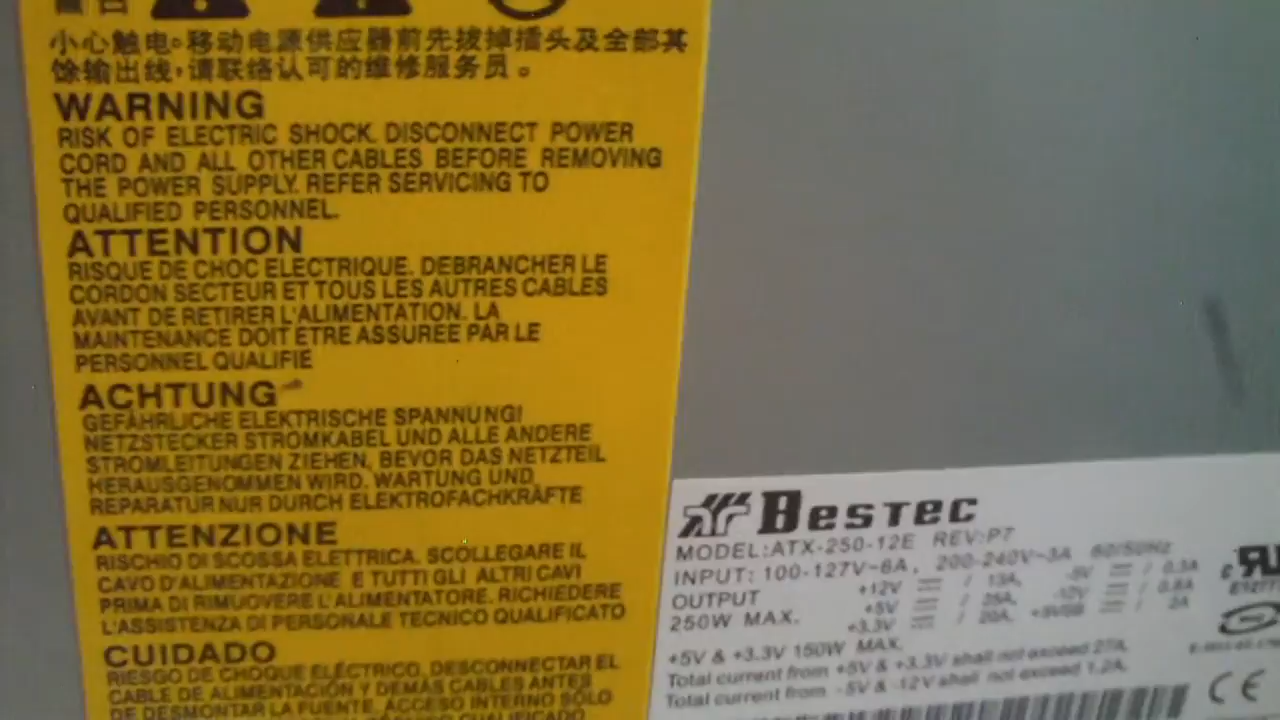 警告
小心触电。移动电源供应器前先拔掉插头及全部其
馀输出线，请联络认可的维修服务员。
WARNING
RISK OF ELECTRIC SHOCK. DISCONNECT POWER
CORD AND ALL OTHER CABLES BEFORE REMOVING
THE POWER SUPPLY. REFER SERVICING TO
QUALIFIED PERSONNEL.
ATTENTION
RISQUE DE CHOC ELECTRIQUE. DEBRANCHER LE
CORDON SECTEUR ET TOUS LES AUTRES CABLES
AVANT DE RETIRER L'ALIMENTATION. LA
MAINTENANCE DOIT ETRE ASSUREE PAR LE
PERSONNEL QUALIFIE
ACHTUNG
GEFÄHRLICHE ELEKTRISCHE SPANNUNG!
NETZSTECKER STROMKABEL UND ALLE ANDERE
STROMLEITUNGEN ZIEHEN, BEVOR DAS NETZTEIL
HERAUSGENOMMEN WIRD. WARTUNG UND
REPARATUR NUR DURCH ELEKTROFACHKRÄFTE
ATTENZIONE
RISCHIO DI SCOSSA ELETTRICA. SCOLLEGARE IL
CAVO D'ALIMENTAZIONE E TUTTI GLI ALTRI CAVI
PRIMA DI RIMUOVERE L'ALIMENTATORE. RICHIEDERE
L'ASSISTENZA DI PERSONALE TECNICO QUALIFICATO
CUIDADO
RIESGO DE CHOQUE ELÉCTRICO. DESCONNECTAR EL
CABLE DE ALIMENTACIÓN Y DEMÁS CABLES ANTES
DE DESMONTAR LA FUENTE. ACCESO INTERNO SÓLO
BESTEC
MODEL:ATX-250-12E REV:P7
INPUT: 100-127V~6A, 200-240V~3A 60/50Hz
OUTPUT +12V / 13A, -5V / 0.3A
+5V / 25A, -12V / 0.8A
250W MAX. +3.3V / 20A, +5VSB / 2A
+5V & +3.3V 150W MAX.
Total current from +5V & +3.3V shall not exceed 27A.
Total current from -5V & -12V shall not exceed 1.2A.
CE